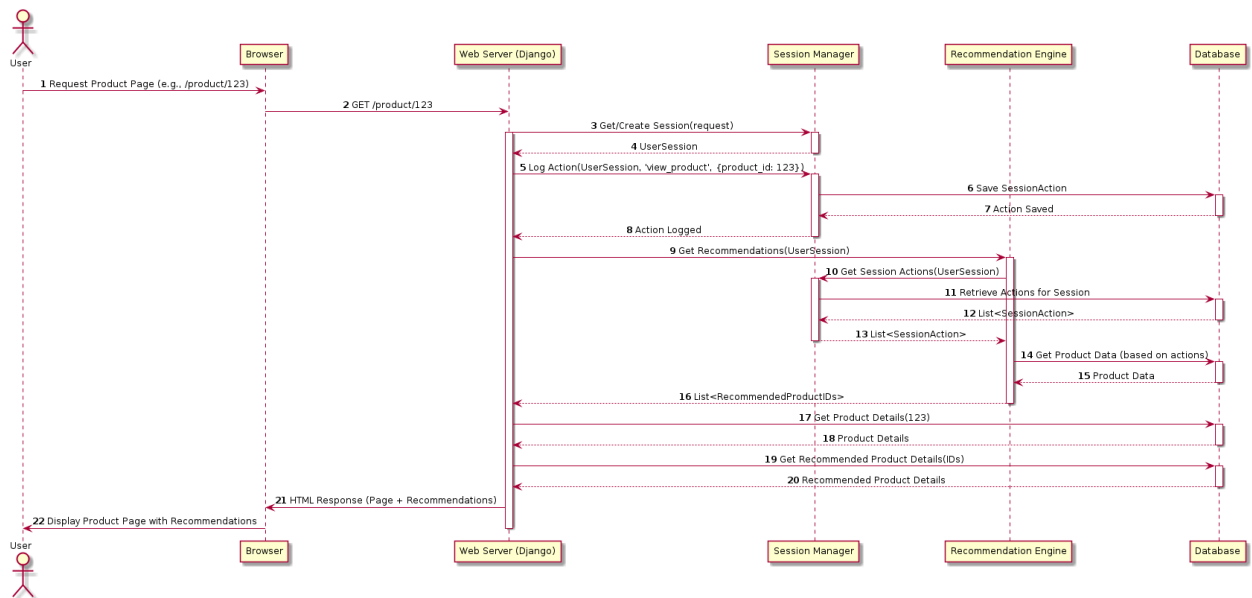 User
Browser
Web Server (Django)
Session Manager
Recommendation Engine
Database
1 Request Product Page (e.g., /product/123)
2 GET /product/123
3 Get/Create Session(request)
4 UserSession
5 Log Action(UserSession, 'view_product', {product_id: 123})
6 Save SessionAction
7 Action Saved
8 Action Logged
9 Get Recommendations(UserSession)
10 Get Session Actions(UserSession)
11 Retrieve Actions for Session
12 List<SessionAction>
13 List<SessionAction>
14 Get Product Data (based on actions)
15 Product Data
16 List<RecommendedProductIDs>
17 Get Product Details(123)
18 Product Details
19 Get Recommended Product Details(IDs)
20 Recommended Product Details
21 HTML Response (Page + Recommendations)
22 Display Product Page with Recommendations
User
Browser
Web Server (Django)
Session Manager
Recommendation Engine
Database